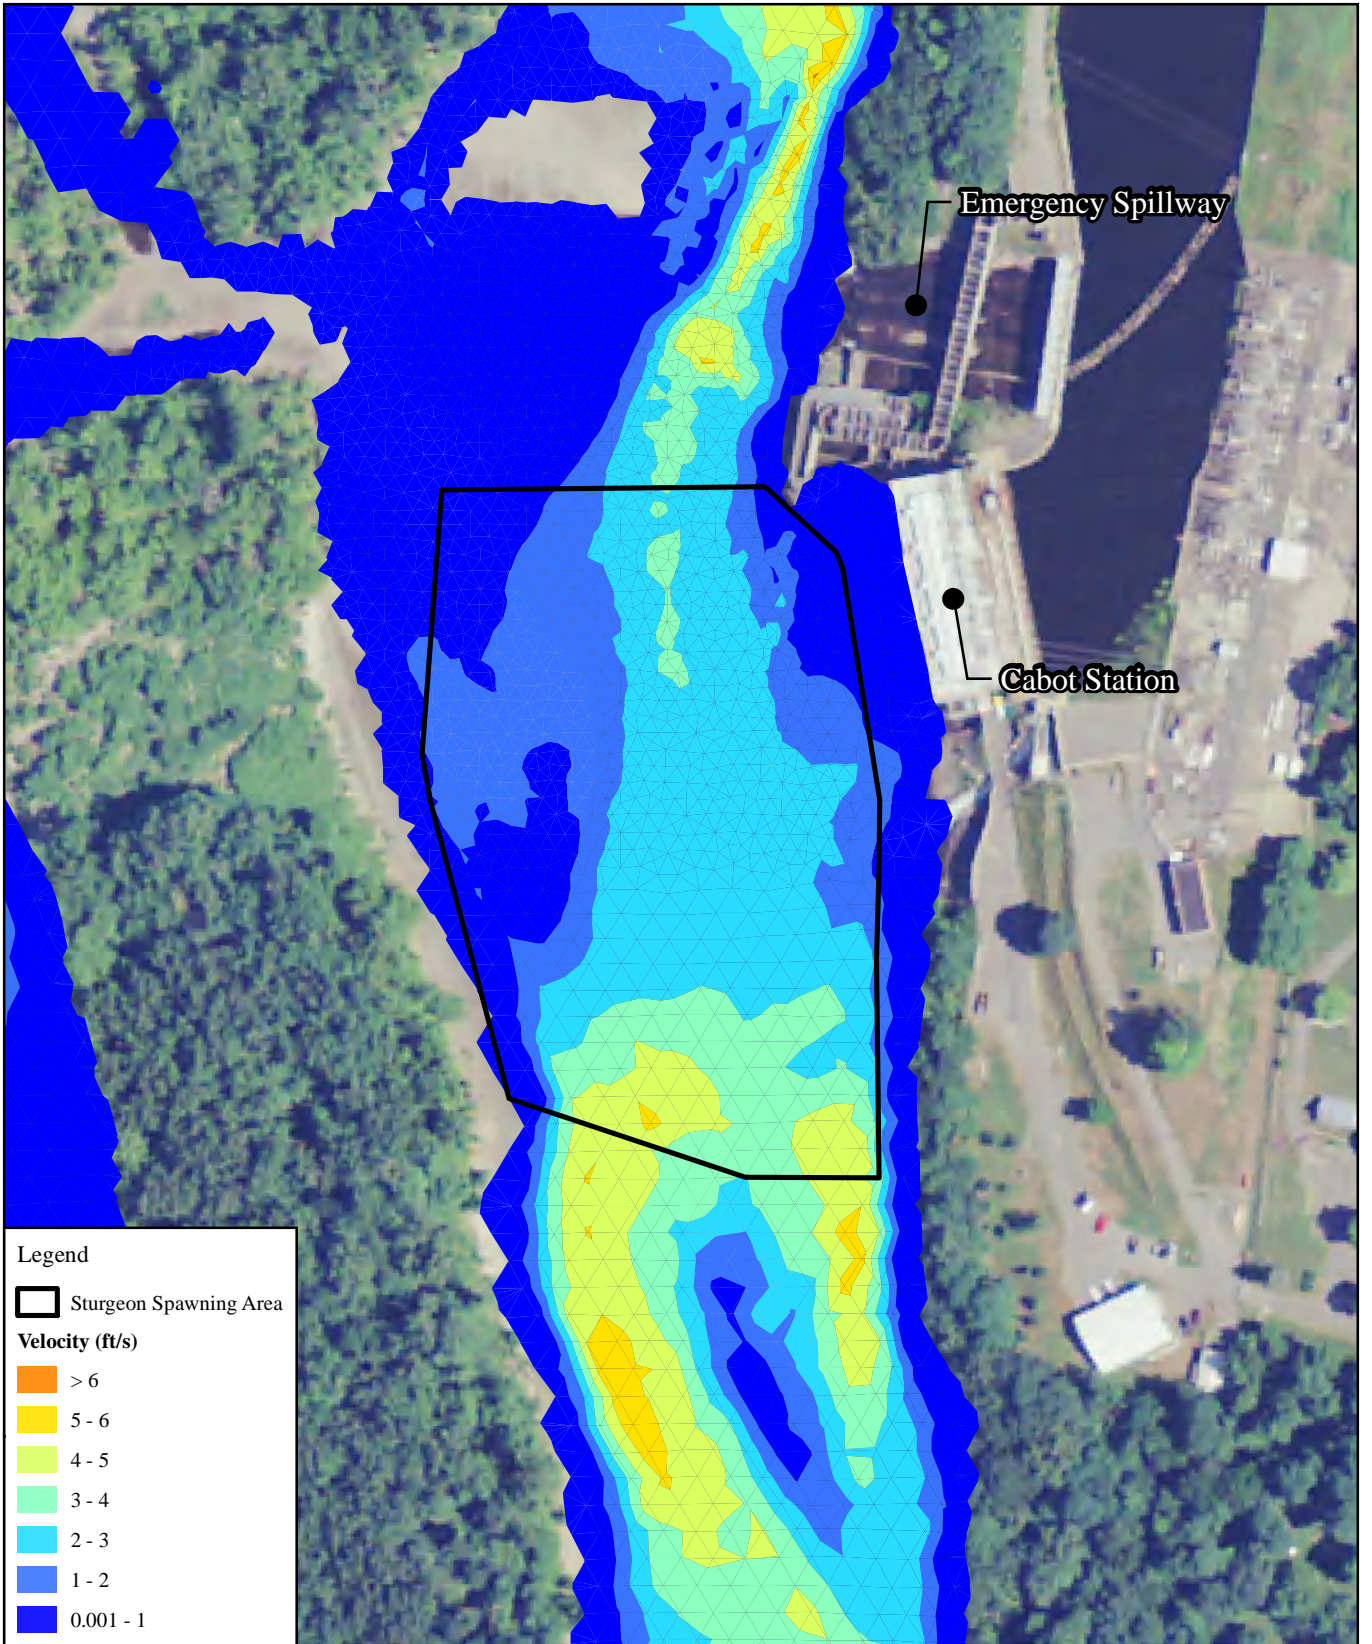 Emergency Spillway
Cabot Station
Legend
Sturgeon Spawning Area
Velocity (ft/s)
> 6
5 - 6
4 - 5
3 - 4
2 - 3
1 - 2
0.001 - 1